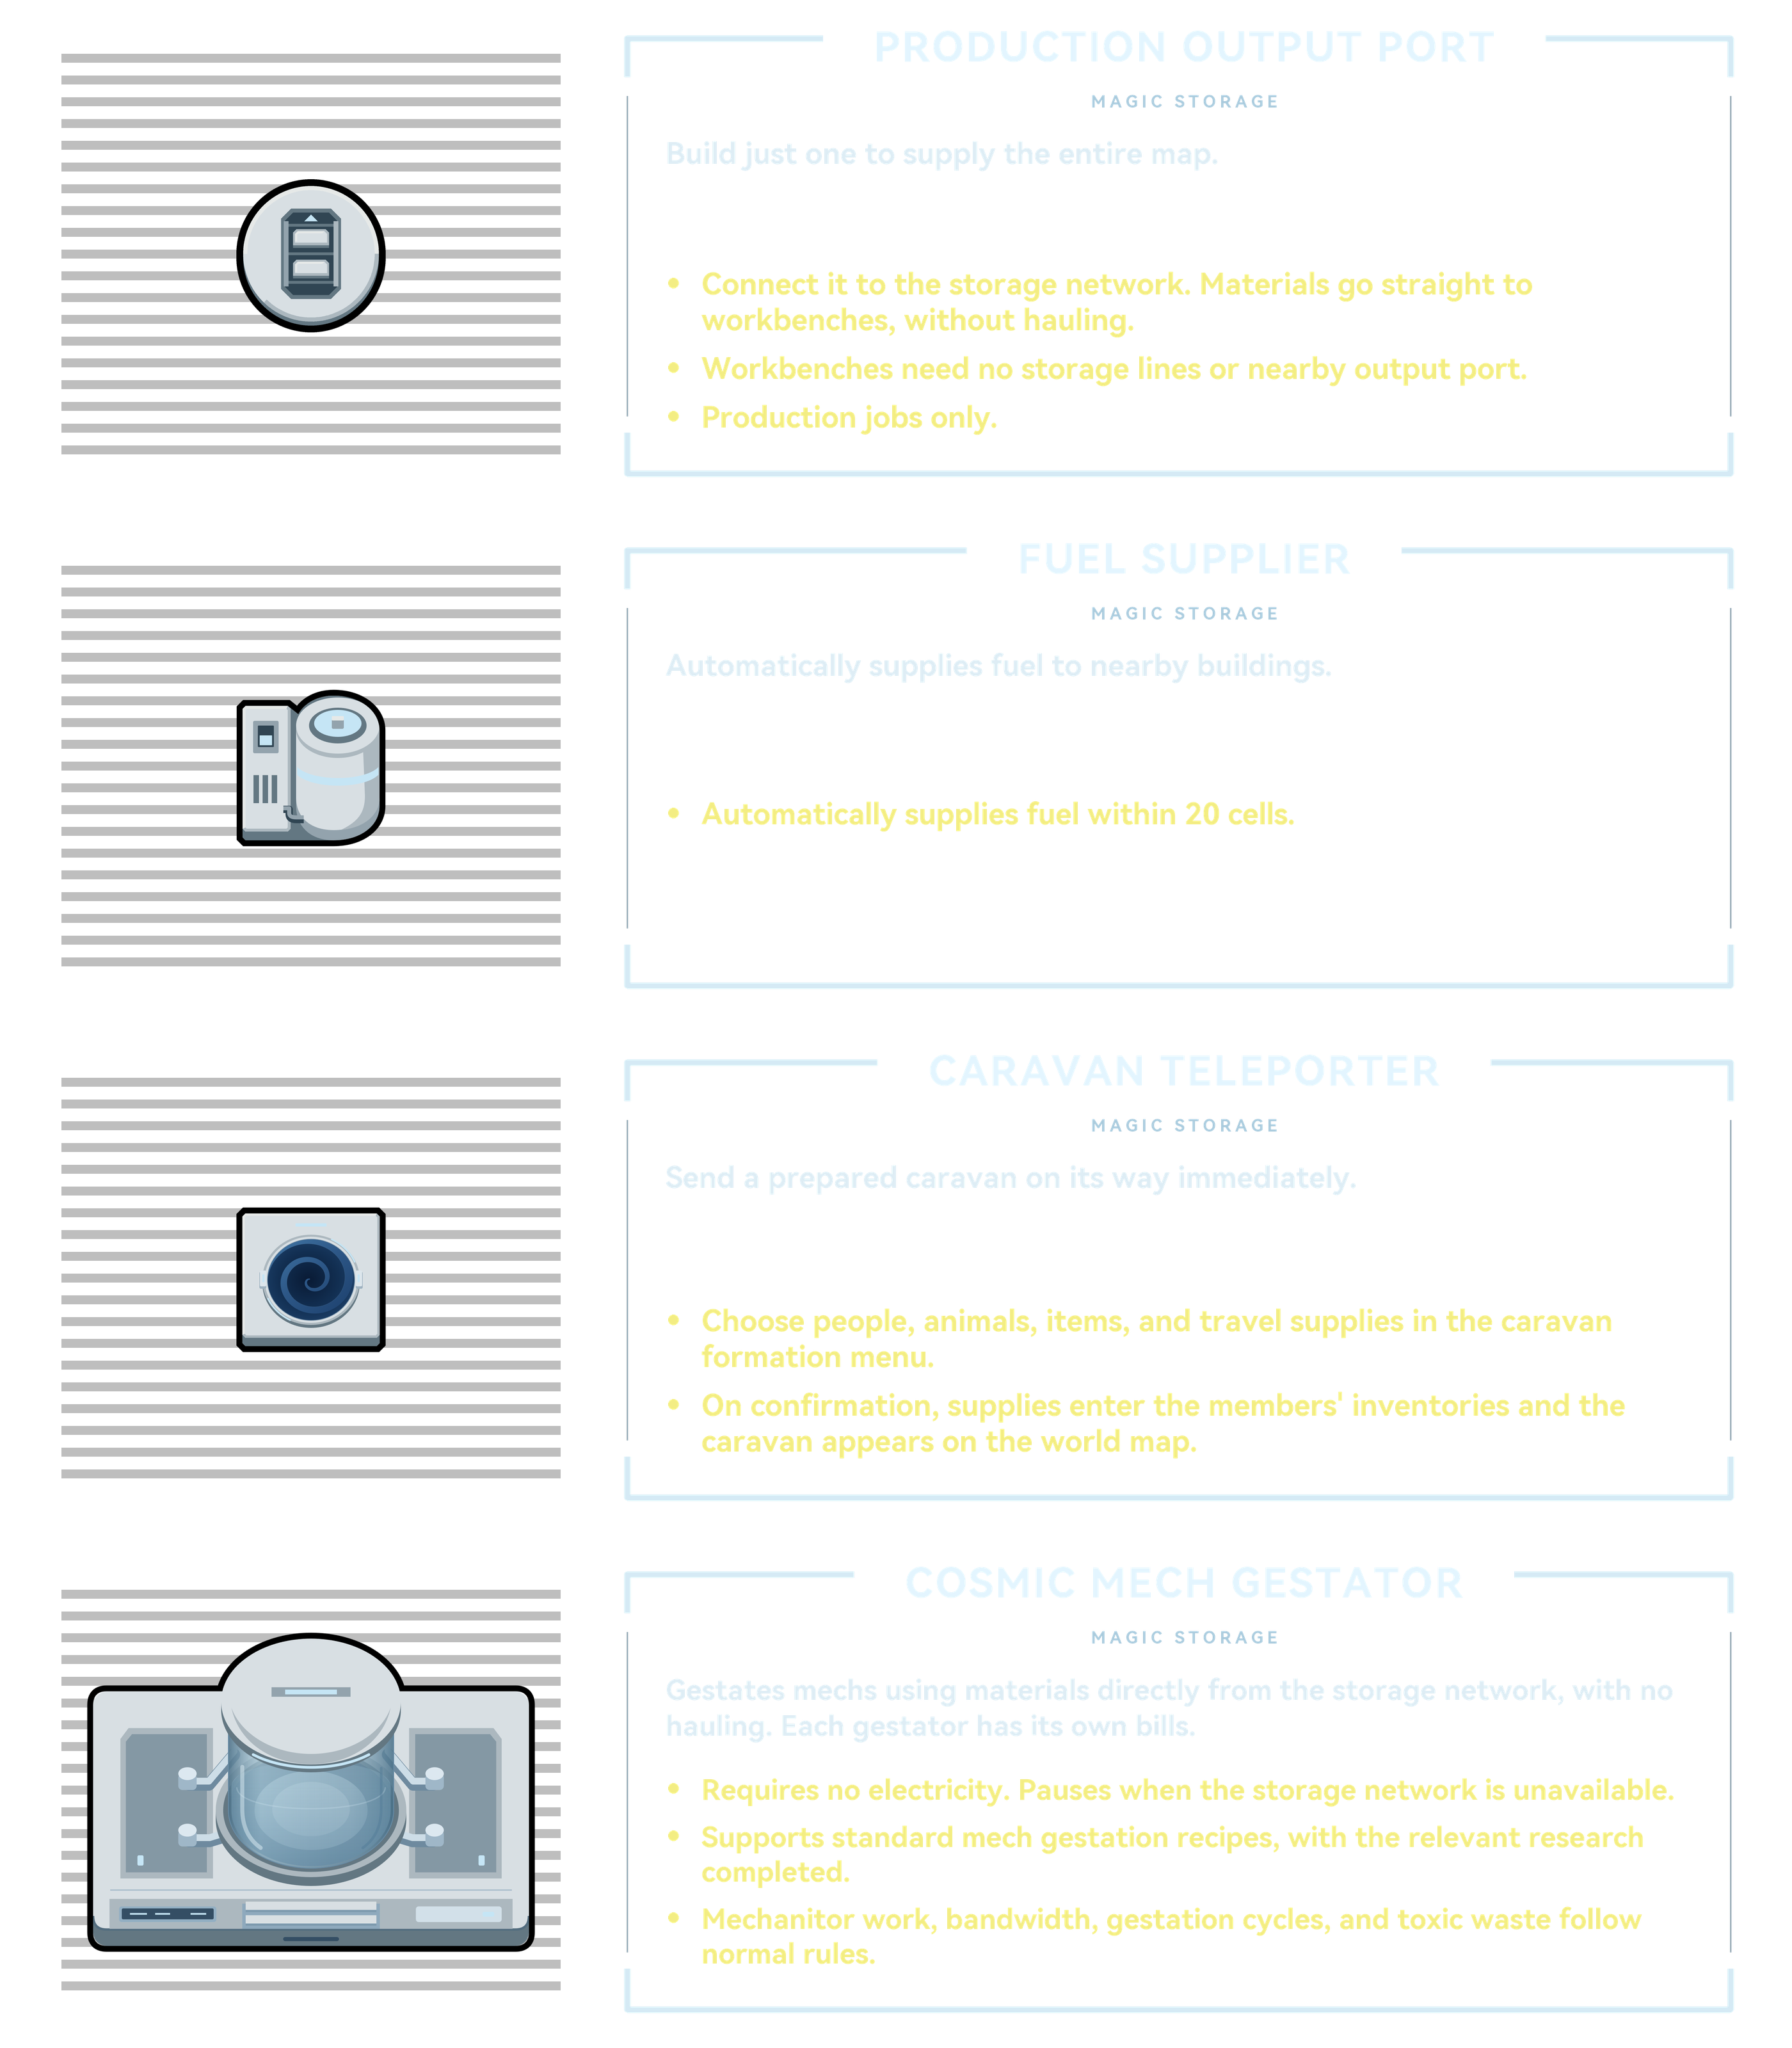 PRODUCTION OUTPUT PORT
MAGIC STORAGE
Build just one to supply the entire map.
• Connect it to the storage network. Materials go straight to
workbenches, without hauling.
• Workbenches need no storage lines or nearby output port.
• Production jobs only.
FUEL SUPPLIER
MAGIC STORAGE
Automatically supplies fuel to nearby buildings.
• Automatically supplies fuel within 20 cells.
CARAVAN TELEPORTER
MAGIC STORAGE
Send a prepared caravan on its way immediately.
• Choose people, animals, items, and travel supplies in the caravan
formation menu.
• On confirmation, supplies enter the members' inventories and the
caravan appears on the world map.
COSMIC MECH GESTATOR
MAGIC STORAGE
Gestates mechs using materials directly from the storage network, with no
hauling. Each gestator has its own bills.
• Requires no electricity. Pauses when the storage network is unavailable.
• Supports standard mech gestation recipes, with the relevant research
completed.
• Mechanitor work, bandwidth, gestation cycles, and toxic waste follow
normal rules.